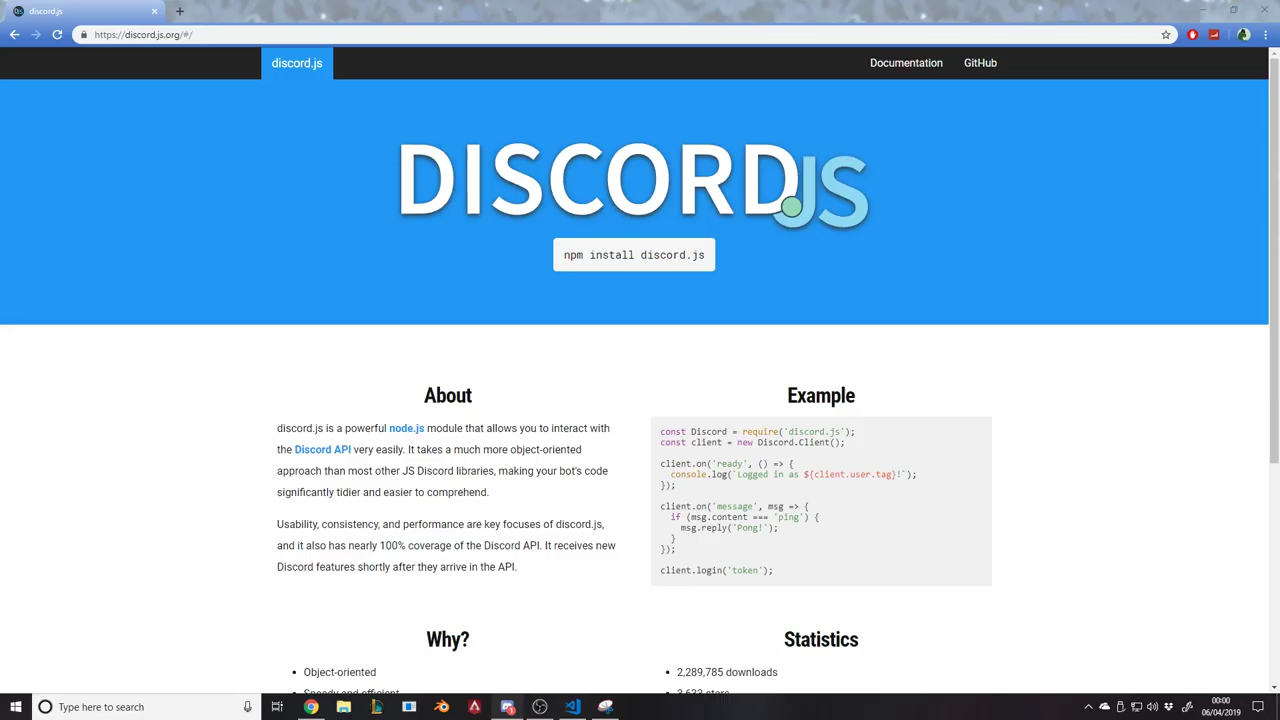 discord.js
https://discord.js.org/#/
discord.js
Documentation
GitHub
DISCORD.JS
npm install discord.js
About
discord.js is a powerful node.js module that allows you to interact with
the Discord API very easily. It takes a much more object-oriented
approach than most other JS Discord libraries, making your bot's code
significantly tidier and easier to comprehend.
Usability, consistency, and performance are key focuses of discord.js,
and it also has nearly 100% coverage of the Discord API. It receives new
Discord features shortly after they arrive in the API.
Example
const Discord = require('discord.js');
const client = new Discord.Client();
client.on('ready', () => {
console.log(`Logged in as ${client.user.tag}!`);
});
client.on('message', msg => {
if (msg.content === 'ping') {
msg.reply('Pong!');
}
});
client.login('token');
Why?
Object-oriented
Speedy and efficient
Statistics
2,289,785 downloads
3,633 stars
Type here to search
00:00
06/04/2019